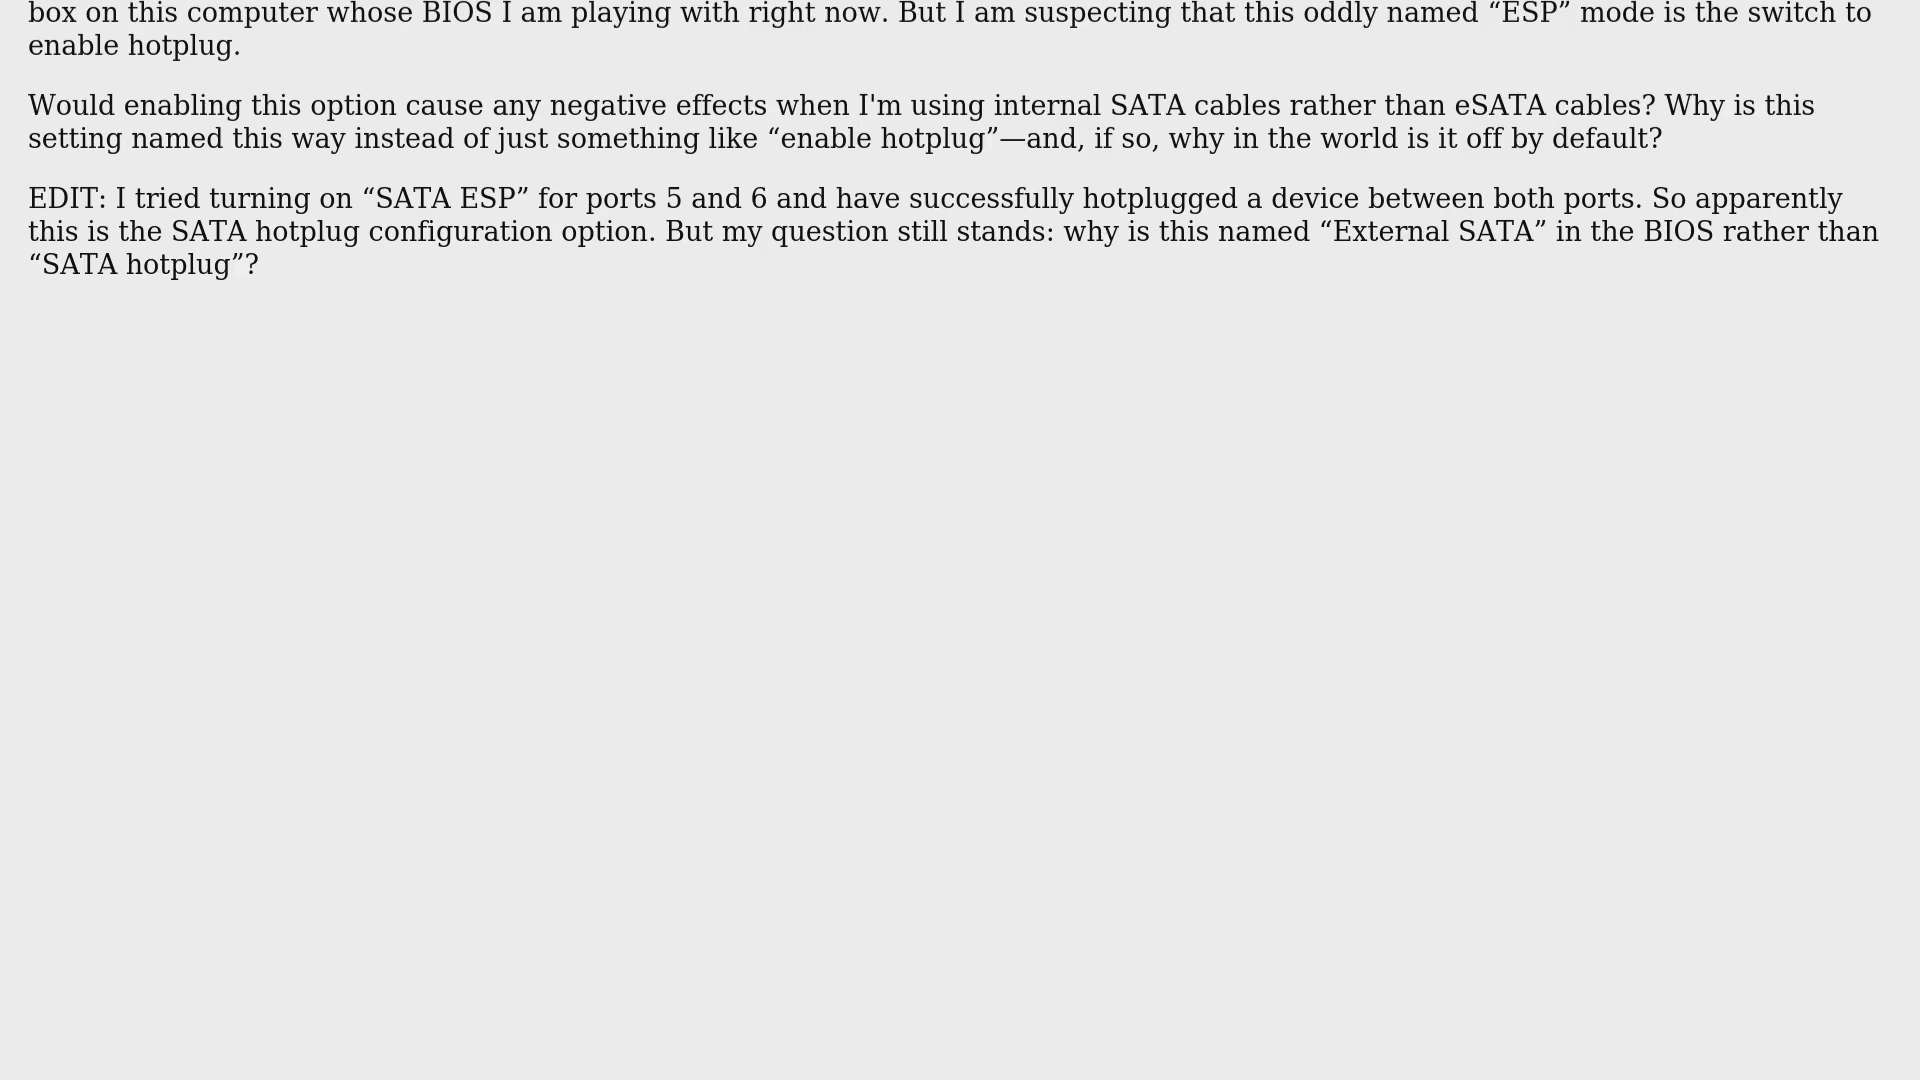 box on this computer whose BIOS I am playing with right now. But I am suspecting that this oddly named “ESP” mode is the switch to
enable hotplug.
Would enabling this option cause any negative effects when I'm using internal SATA cables rather than eSATA cables? Why is this
setting named this way instead of just something like “enable hotplug”—and, if so, why in the world is it off by default?
EDIT: I tried turning on “SATA ESP” for ports 5 and 6 and have successfully hotplugged a device between both ports. So apparently
this is the SATA hotplug configuration option. But my question still stands: why is this named “External SATA” in the BIOS rather than
“SATA hotplug”?